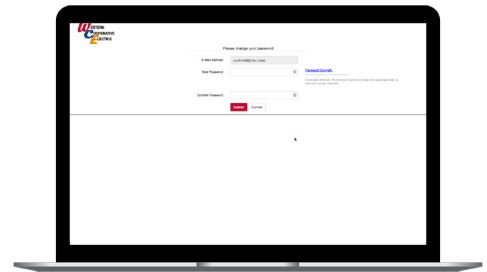 WESTERN
COOPERATIVE
ELECTRIC
Please change your password.
E-Mail Address:
New Password:
Password Strength:
Confirm Password:
Submit Cancel